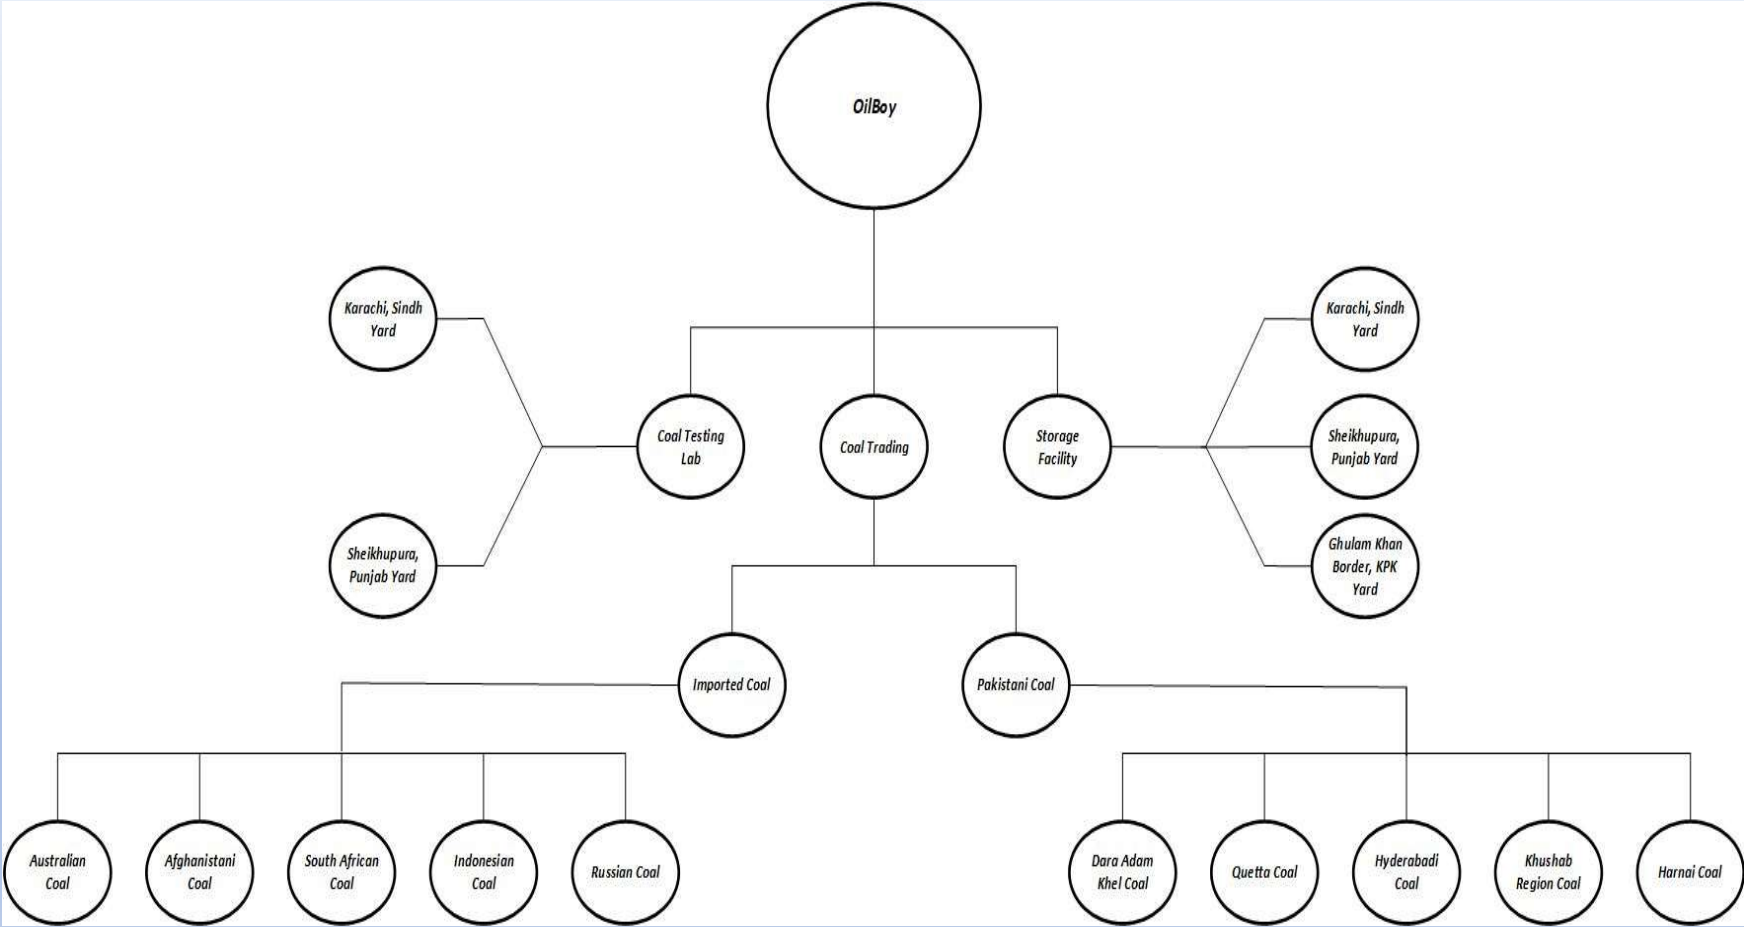 OilBoy
Karachi, Sindh
Yard
Karachi, Sindh
Yard
Coal Testing
Lab
Coal Trading
Storage
Facility
Sheikhupura,
Punjab Yard
Sheikhupura,
Punjab Yard
Ghulam Khan
Border, KPK
Yard
Imported Coal
Pakistani Coal
Australian
Coal
Afghanistani
Coal
South African
Coal
Indonesian
Coal
Russian Coal
Dara Adam
Khel Coal
Quetta Coal
Hyderabadi
Coal
Khushab
Region Coal
Harnai Coal